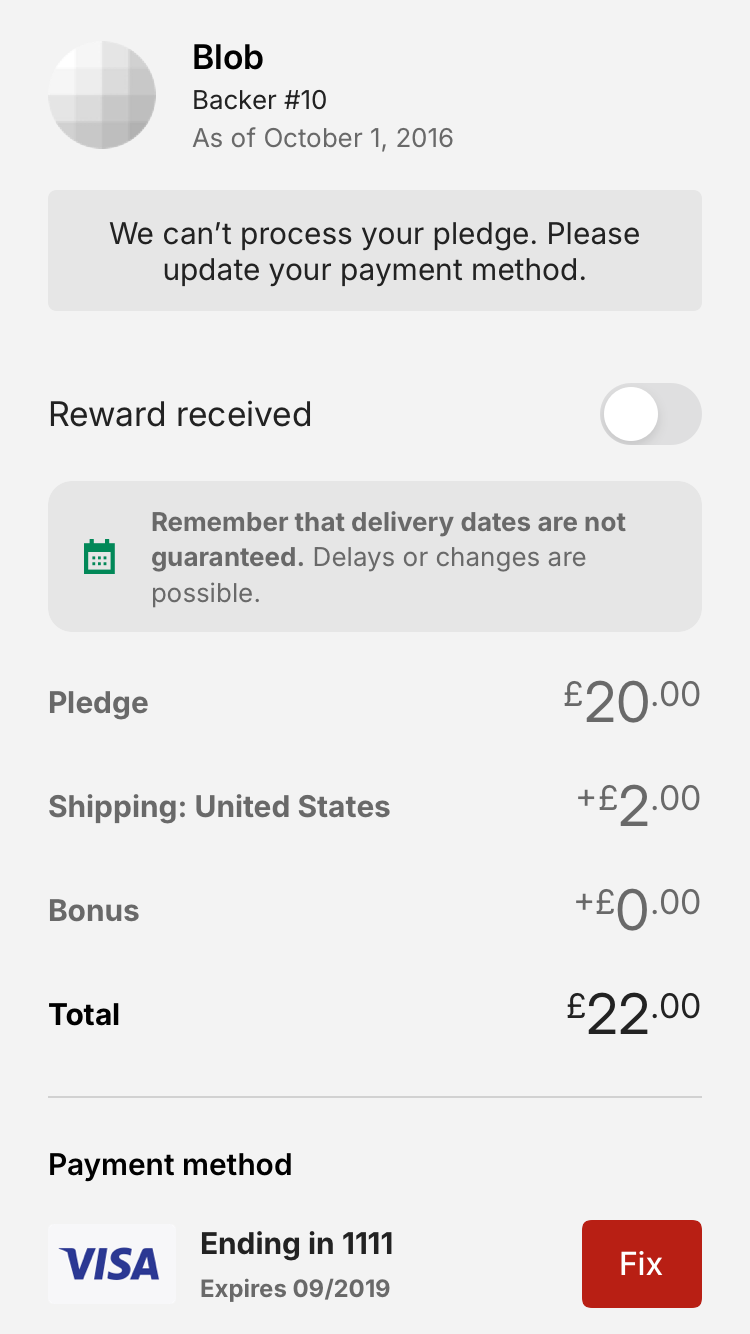 Blob
Backer #10
As of October 1, 2016
We can’t process your pledge. Please
update your payment method.
Reward received
Remember that delivery dates are not
guaranteed. Delays or changes are
possible.
Pledge £20.00
Shipping: United States +£2.00
Bonus +£0.00
Total £22.00
Payment method
VISA
Ending in 1111
Expires 09/2019
Fix